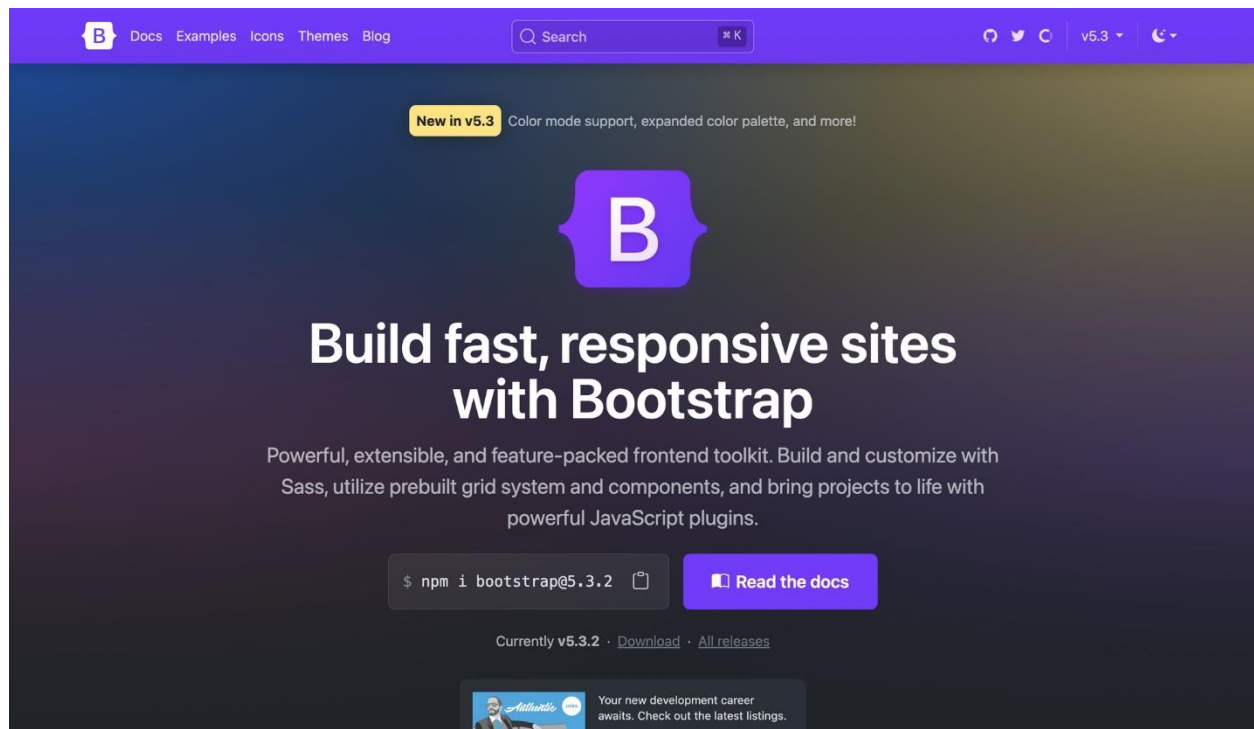 B Docs Examples Icons Themes Blog Search ⌘ K v5.3
New in v5.3 Color mode support, expanded color palette, and more!
B
Build fast, responsive sites
with Bootstrap
Powerful, extensible, and feature-packed frontend toolkit. Build and customize with
Sass, utilize prebuilt grid system and components, and bring projects to life with
powerful JavaScript plugins.
$ npm i bootstrap@5.3.2 Read the docs
Currently v5.3.2 · Download · All releases
Authentic JOBS
Your new development career
awaits. Check out the latest listings.